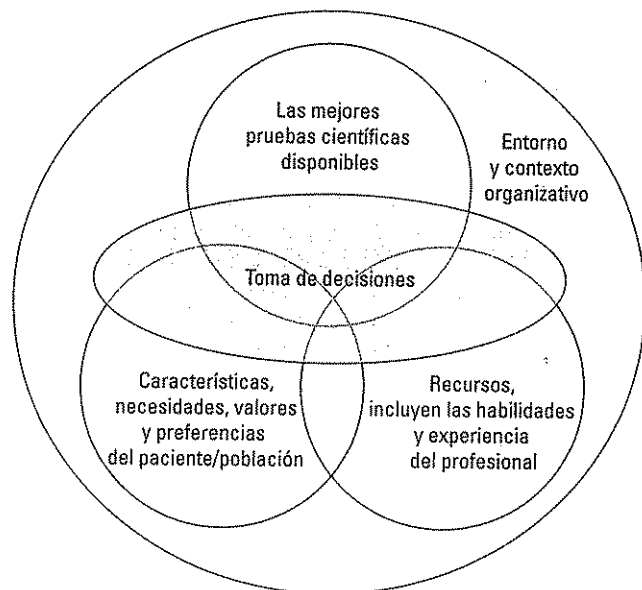 Las mejores
pruebas científicas
disponibles
Entorno
y contexto
organizativo
Toma de decisiones
Características,
necesidades, valores
y preferencias
del paciente/población
Recursos,
incluyen las habilidades
y experiencia
del profesional